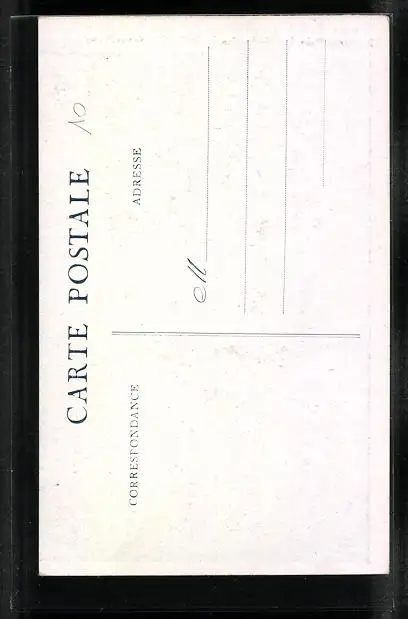 10
CARTE POSTALE
CORRESPONDANCE
ADRESSE
M